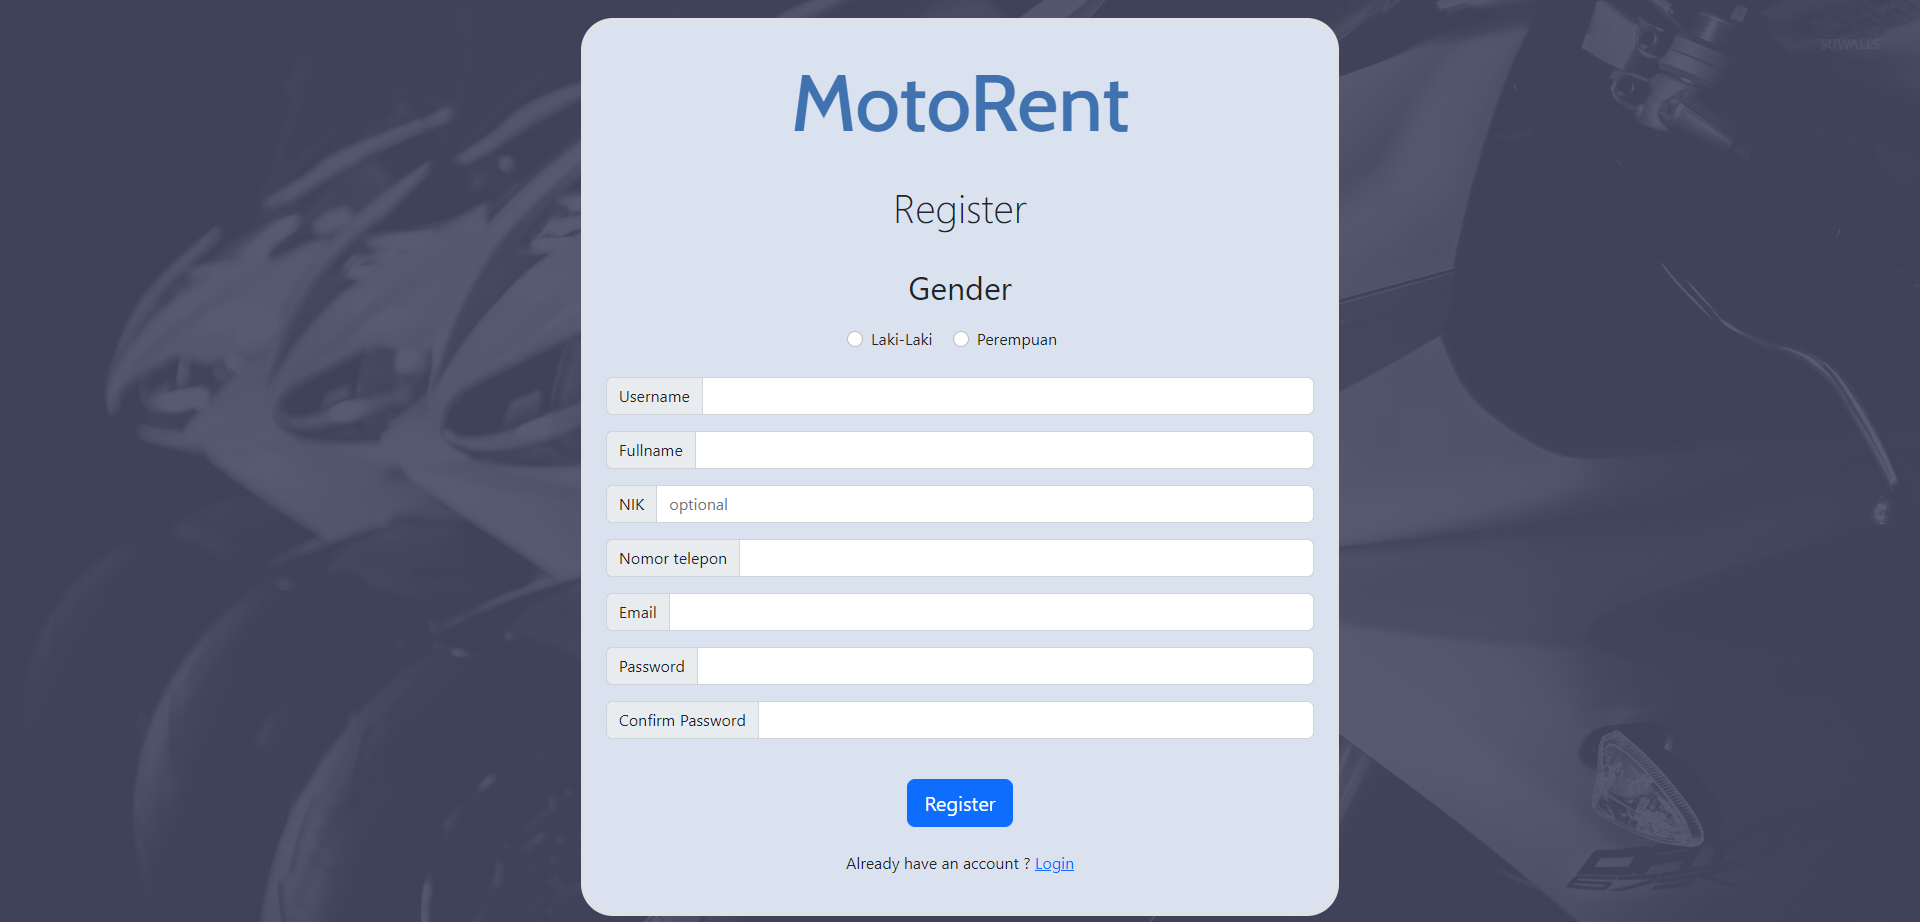 SUWALLS
MotoRent
Register
Gender
Laki-Laki Perempuan
Username
Fullname
NIK optional
Nomor telepon
Email
Password
Confirm Password
Register
Already have an account ? Login